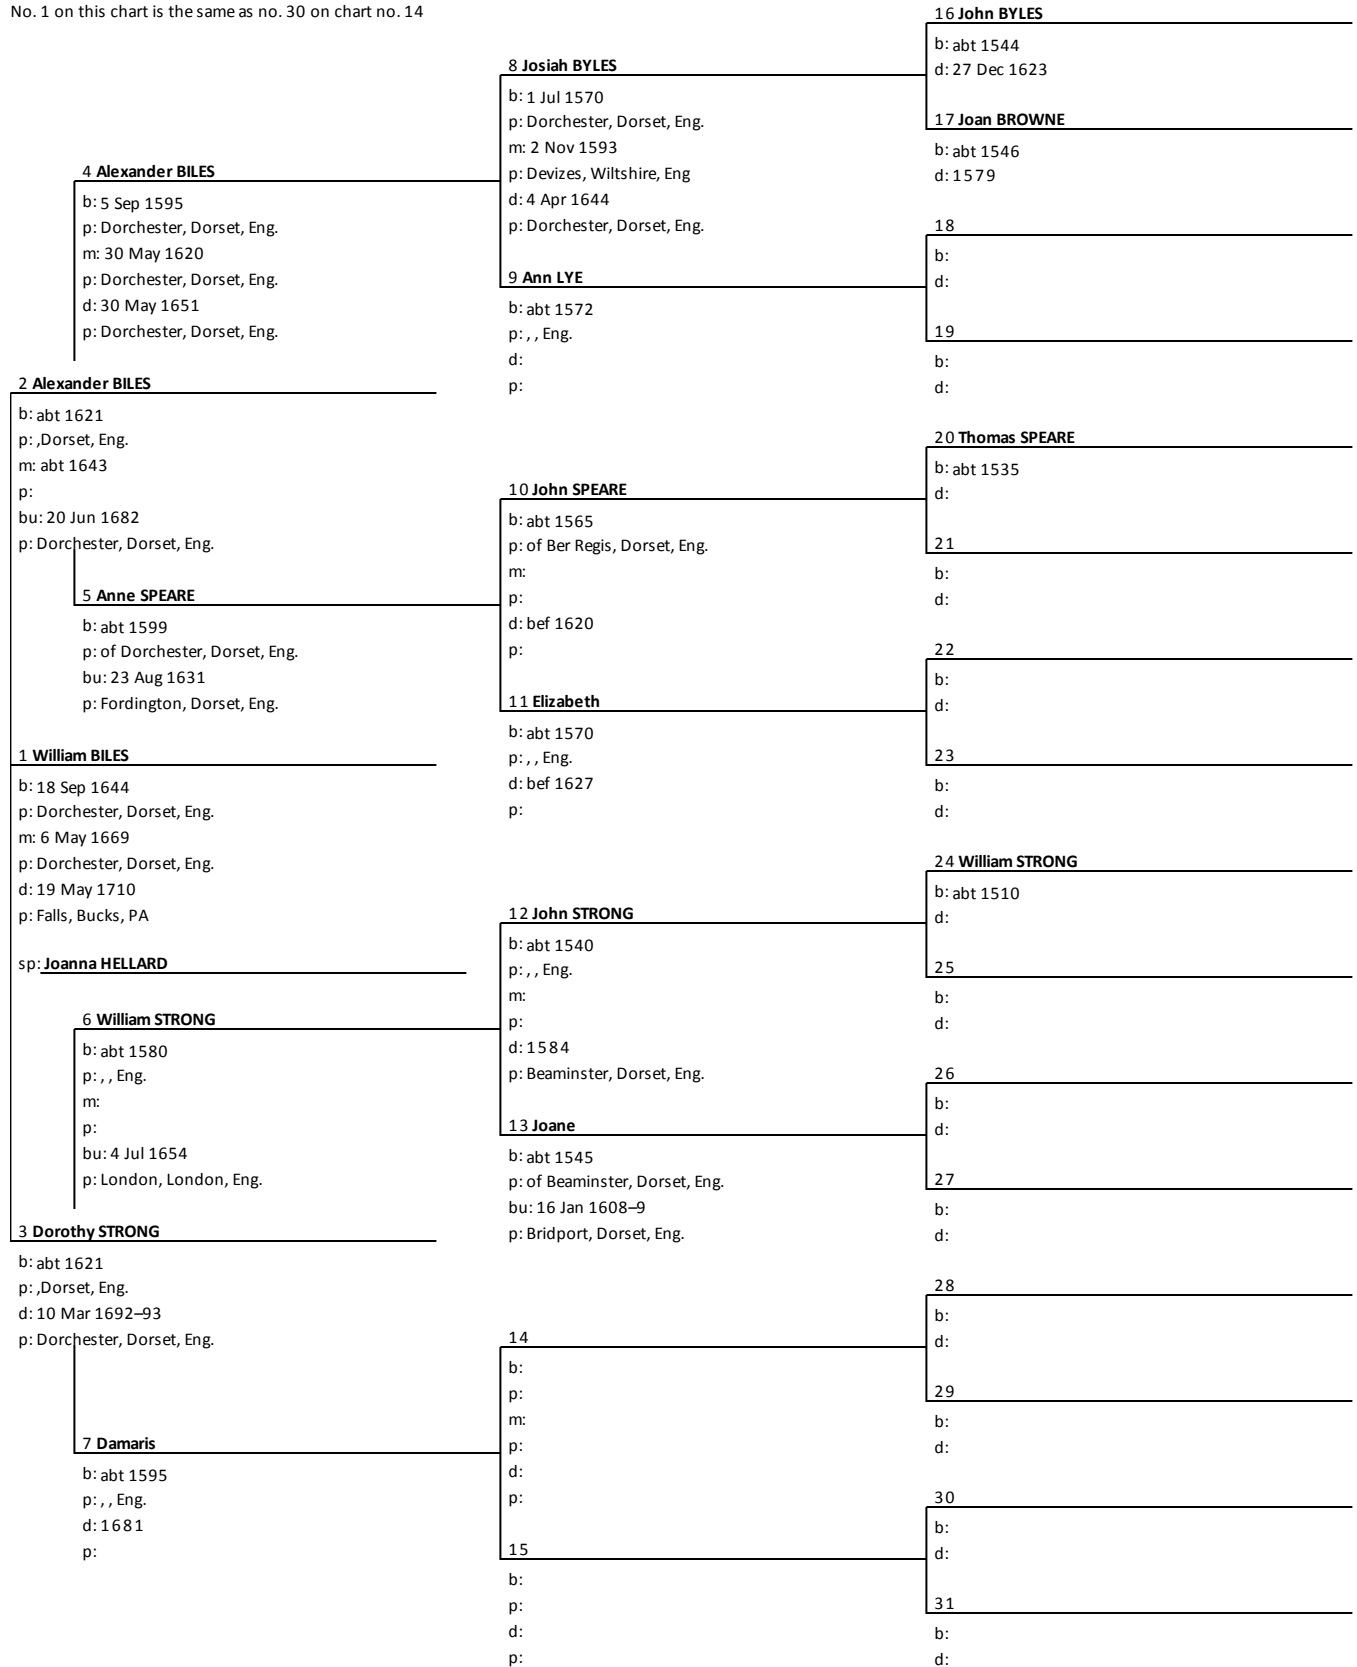 No. 1 on this chart is the same as no. 30 on chart no. 14
16 John BYLES
b: abt 1544
d: 27 Dec 1623
8 Josiah BYLES
b: 1 Jul 1570
p: Dorchester, Dorset, Eng.
m: 2 Nov 1593
p: Devizes, Wiltshire, Eng
d: 4 Apr 1644
p: Dorchester, Dorset, Eng.
17 Joan BROWNE
b: abt 1546
d: 1579
4 Alexander BILES
b: 5 Sep 1595
p: Dorchester, Dorset, Eng.
m: 30 May 1620
p: Dorchester, Dorset, Eng.
d: 30 May 1651
p: Dorchester, Dorset, Eng.
18
b:
d:
9 Ann LYE
b: abt 1572
p: , , Eng.
d:
p:
19
b:
d:
2 Alexander BILES
b: abt 1621
p: ,Dorset, Eng.
m: abt 1643
p:
bu: 20 Jun 1682
p: Dorchester, Dorset, Eng.
20 Thomas SPEARE
b: abt 1535
d:
10 John SPEARE
b: abt 1565
p: of Ber Regis, Dorset, Eng.
m:
p:
d: bef 1620
p:
21
b:
d:
5 Anne SPEARE
b: abt 1599
p: of Dorchester, Dorset, Eng.
bu: 23 Aug 1631
p: Fordington, Dorset, Eng.
22
b:
d:
11 Elizabeth
b: abt 1570
p: , , Eng.
d: bef 1627
p:
23
b:
d:
1 William BILES
b: 18 Sep 1644
p: Dorchester, Dorset, Eng.
m: 6 May 1669
p: Dorchester, Dorset, Eng.
d: 19 May 1710
p: Falls, Bucks, PA
sp: Joanna HELLARD
24 William STRONG
b: abt 1510
d:
12 John STRONG
b: abt 1540
p: , , Eng.
m:
p:
d: 1584
p: Beaminster, Dorset, Eng.
25
b:
d:
6 William STRONG
b: abt 1580
p: , , Eng.
m:
p:
bu: 4 Jul 1654
p: London, London, Eng.
26
b:
d:
13 Joane
b: abt 1545
p: of Beaminster, Dorset, Eng.
bu: 16 Jan 1608–9
p: Bridport, Dorset, Eng.
27
b:
d:
3 Dorothy STRONG
b: abt 1621
p: ,Dorset, Eng.
d: 10 Mar 1692–93
p: Dorchester, Dorset, Eng.
28
b:
d:
14
b:
p:
m:
p:
d:
p:
29
b:
d:
7 Damaris
b: abt 1595
p: , , Eng.
d: 1681
p:
30
b:
d:
15
b:
p:
d:
p:
31
b:
d: